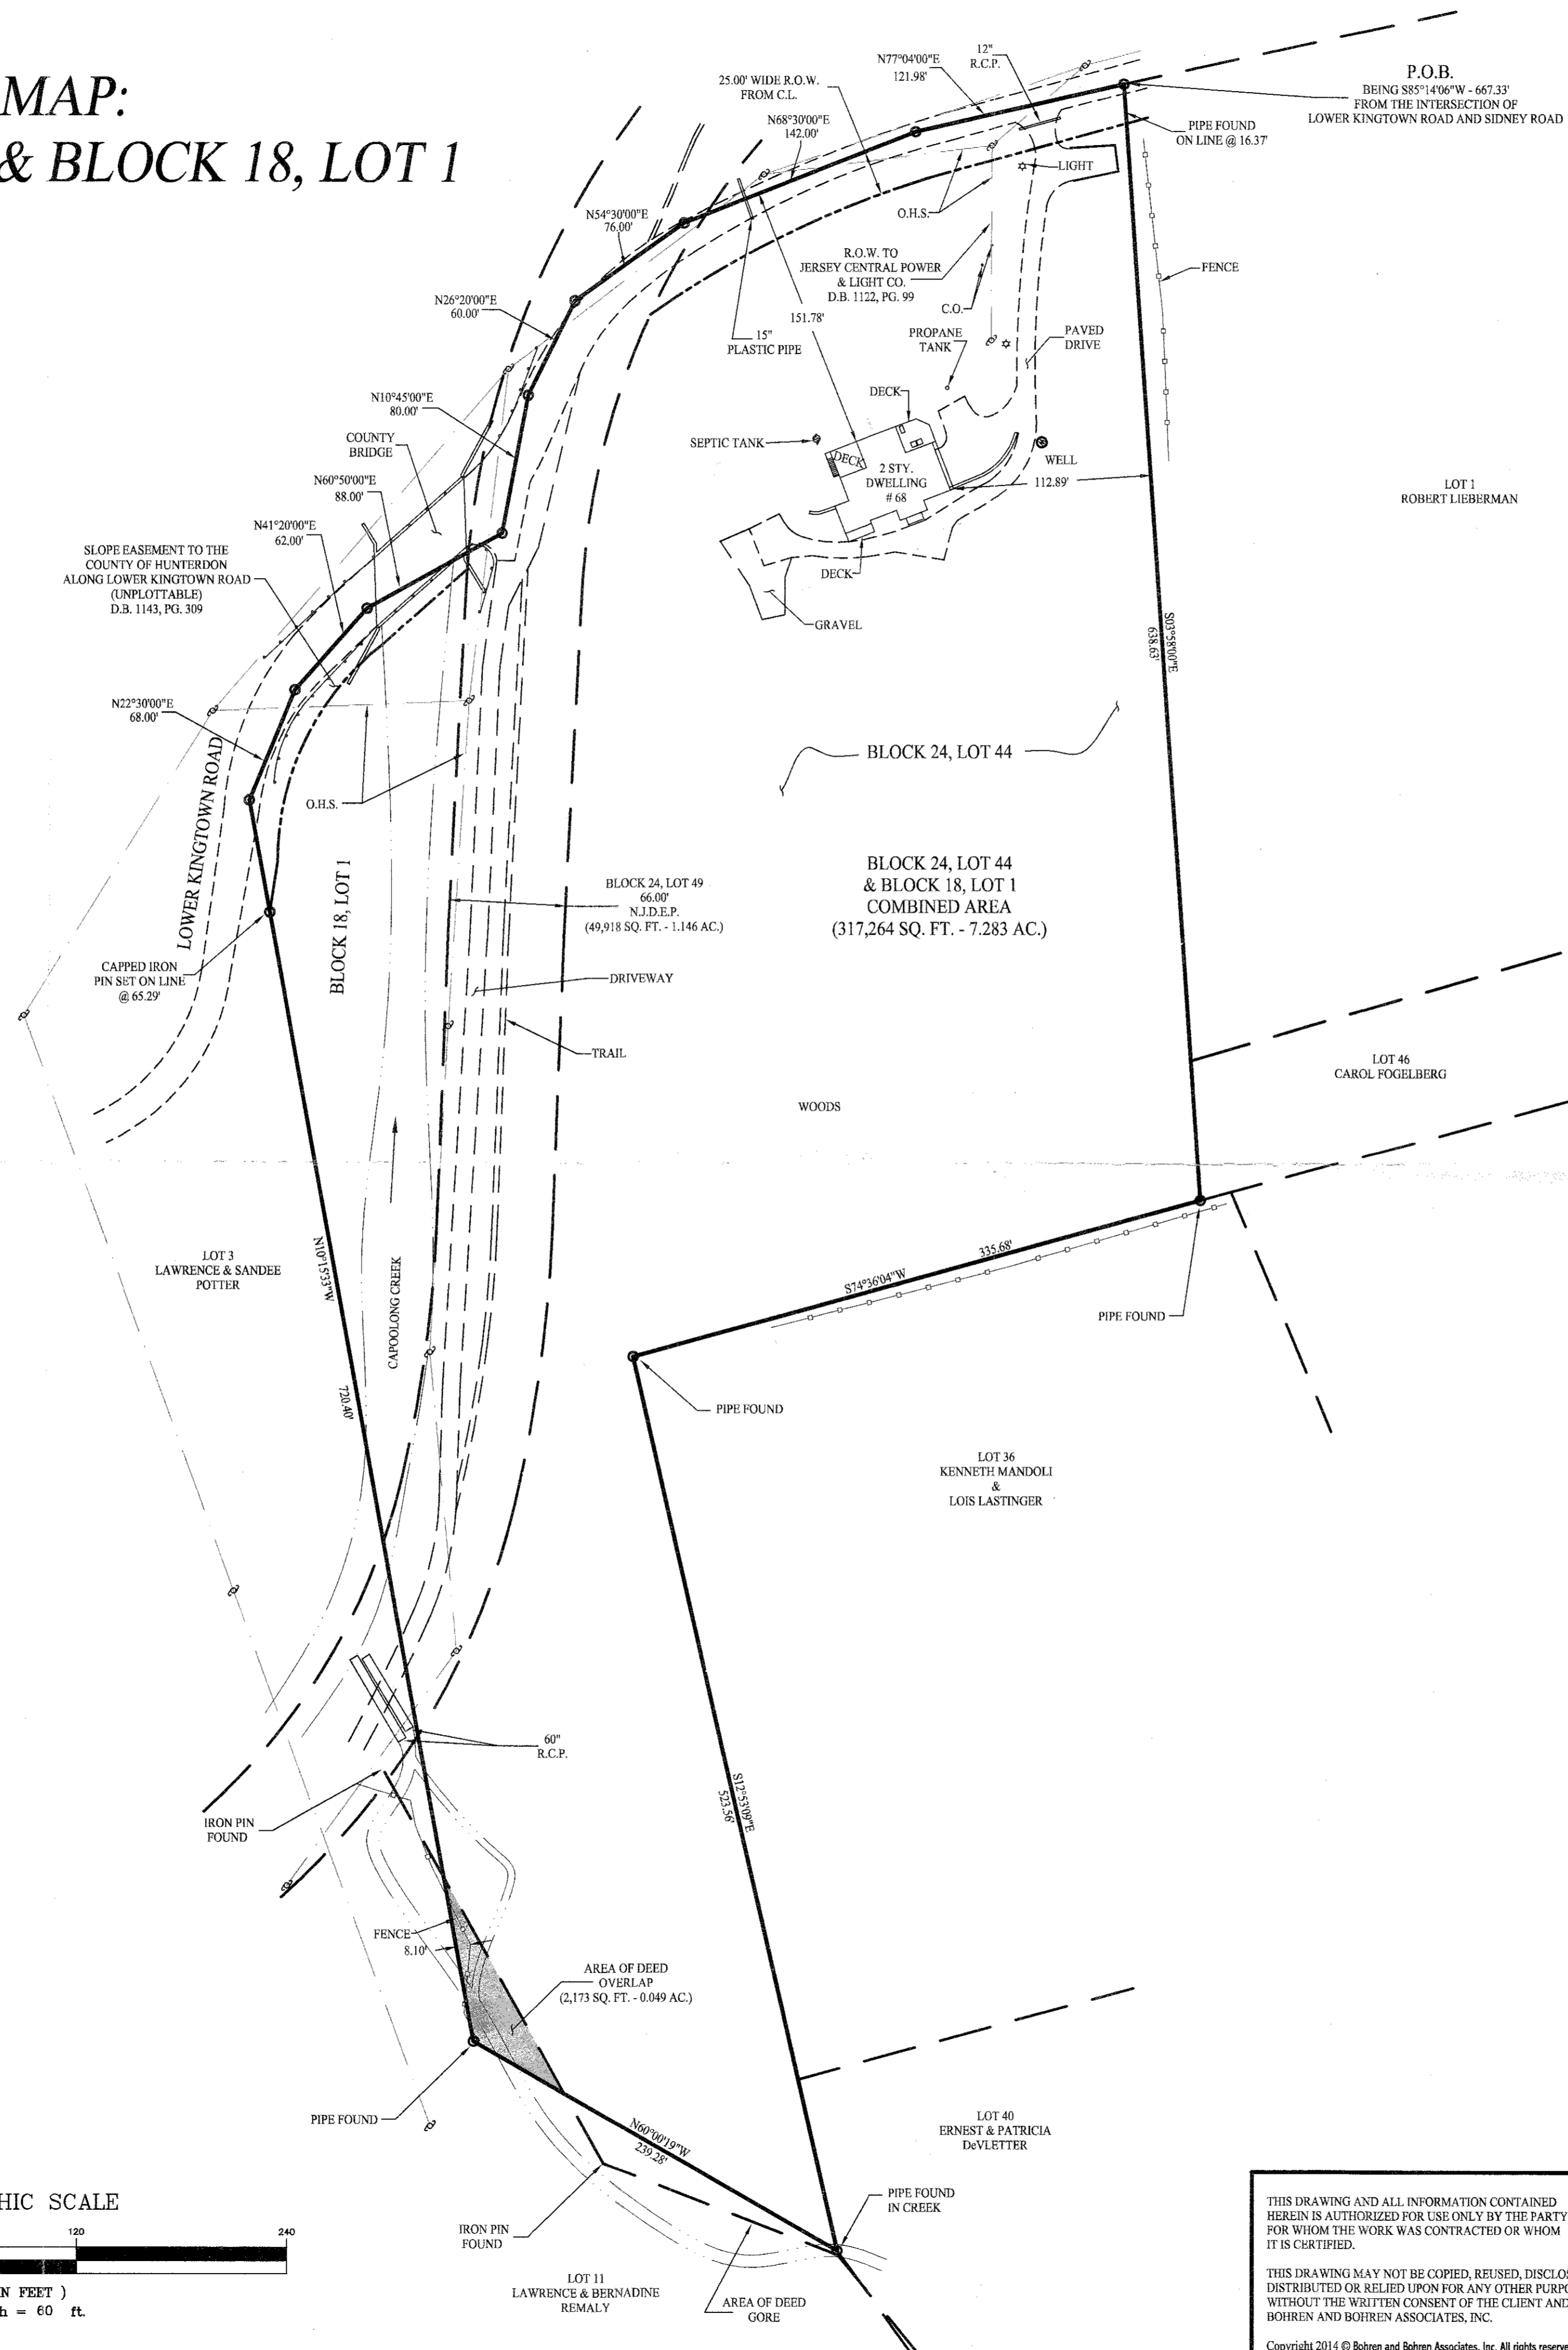 MAP:
& BLOCK 18, LOT 1
N77°04'00"E
121.98'
12"
R.C.P.
25.00' WIDE R.O.W.
FROM C.L.
N68°30'00"E
142.00'
P.O.B.
BEING S85°14'06"W - 667.33'
FROM THE INTERSECTION OF
LOWER KINGTOWN ROAD AND SIDNEY ROAD
PIPE FOUND
ON LINE @ 16.37'
LIGHT
O.H.S.
N54°30'00"E
76.00'
R.O.W. TO
JERSEY CENTRAL POWER
& LIGHT CO.
D.B. 1122, PG. 99
FENCE
C.O.
N26°20'00"E
60.00'
151.78'
15"
PLASTIC PIPE
PROPANE
TANK
PAVED
DRIVE
N10°45'00"E
80.00'
DECK
COUNTY
BRIDGE
SEPTIC TANK
DECK
2 STY.
DWELLING
# 68
WELL
112.89'
N60°50'00"E
88.00'
LOT 1
ROBERT LIEBERMAN
N41°20'00"E
62.00'
SLOPE EASEMENT TO THE
COUNTY OF HUNTERDON
ALONG LOWER KINGTOWN ROAD
(UNPLOTTABLE)
D.B. 1143, PG. 309
DECK
GRAVEL
S03°58'00"E
638.63'
N22°30'00"E
68.00'
BLOCK 24, LOT 44
O.H.S.
LOWER KINGTOWN ROAD
BLOCK 18, LOT 1
BLOCK 24, LOT 49
66.00'
N.J.D.E.P.
(49,918 SQ. FT. - 1.146 AC.)
BLOCK 24, LOT 44
& BLOCK 18, LOT 1
COMBINED AREA
(317,264 SQ. FT. - 7.283 AC.)
CAPPED IRON
PIN SET ON LINE
@ 65.29'
DRIVEWAY
TRAIL
LOT 46
CAROL FOGELBERG
WOODS
LOT 3
LAWRENCE & SANDEE
POTTER
N10°15'33"W
720.40'
CAPOOLONG CREEK
335.68'
S74°36'04"W
PIPE FOUND
PIPE FOUND
LOT 36
KENNETH MANDOLI
&
LOIS LASTINGER
60"
R.C.P.
S12°53'09"E
523.56'
IRON PIN
FOUND
FENCE
8.10'
AREA OF DEED
OVERLAP
(2,173 SQ. FT. - 0.049 AC.)
PIPE FOUND
N60°00'19"W
239.28'
LOT 40
ERNEST & PATRICIA
DeVLETTER
PIPE FOUND
IN CREEK
IRON PIN
FOUND
LOT 11
LAWRENCE & BERNADINE
REMALY
AREA OF DEED
GORE
HIC SCALE
120
240
N FEET )
h = 60 ft.
THIS DRAWING AND ALL INFORMATION CONTAINED
HEREIN IS AUTHORIZED FOR USE ONLY BY THE PARTY
FOR WHOM THE WORK WAS CONTRACTED OR WHOM
IT IS CERTIFIED.
THIS DRAWING MAY NOT BE COPIED, REUSED, DISCLOS
DISTRIBUTED OR RELIED UPON FOR ANY OTHER PURPO
WITHOUT THE WRITTEN CONSENT OF THE CLIENT AND
BOHREN AND BOHREN ASSOCIATES, INC.
Copyright 2014 © Bohren and Bohren Associates, Inc. All rights reserve